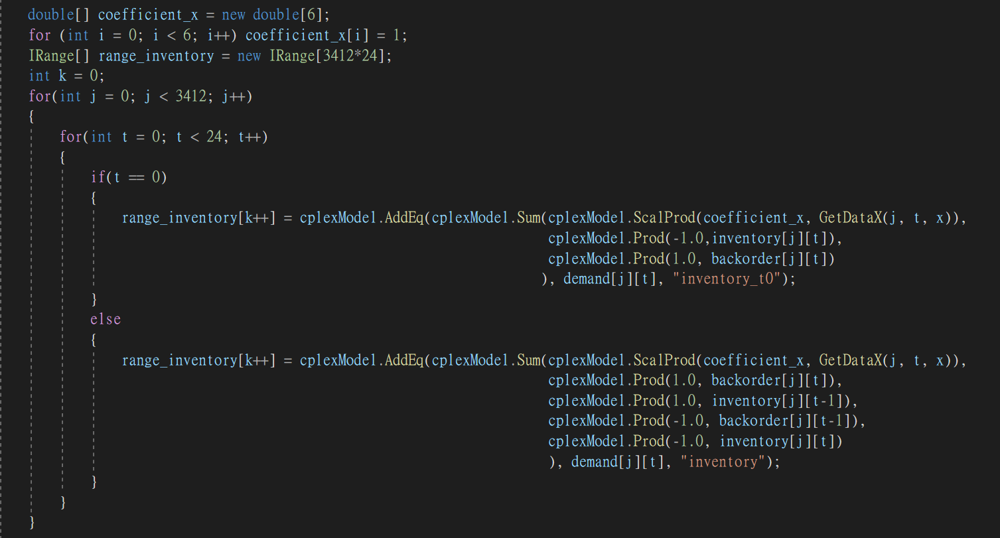 double[] coefficient_x = new double[6];
for (int i = 0; i < 6; i++) coefficient_x[i] = 1;
IRange[] range_inventory = new IRange[3412*24];
int k = 0;
for(int j = 0; j < 3412; j++)
{
for(int t = 0; t < 24; t++)
{
if(t == 0)
{
range_inventory[k++] = cplexModel.AddEq(cplexModel.Sum(cplexModel.ScalProd(coefficient_x, GetDataX(j, t, x)),
cplexModel.Prod(-1.0,inventory[j][t]),
cplexModel.Prod(1.0, backorder[j][t])
), demand[j][t], "inventory_t0");
}
else
{
range_inventory[k++] = cplexModel.AddEq(cplexModel.Sum(cplexModel.ScalProd(coefficient_x, GetDataX(j, t, x)),
cplexModel.Prod(1.0, backorder[j][t]),
cplexModel.Prod(1.0, inventory[j][t-1]),
cplexModel.Prod(-1.0, backorder[j][t-1]),
cplexModel.Prod(-1.0, inventory[j][t])
), demand[j][t], "inventory");
}
}
}